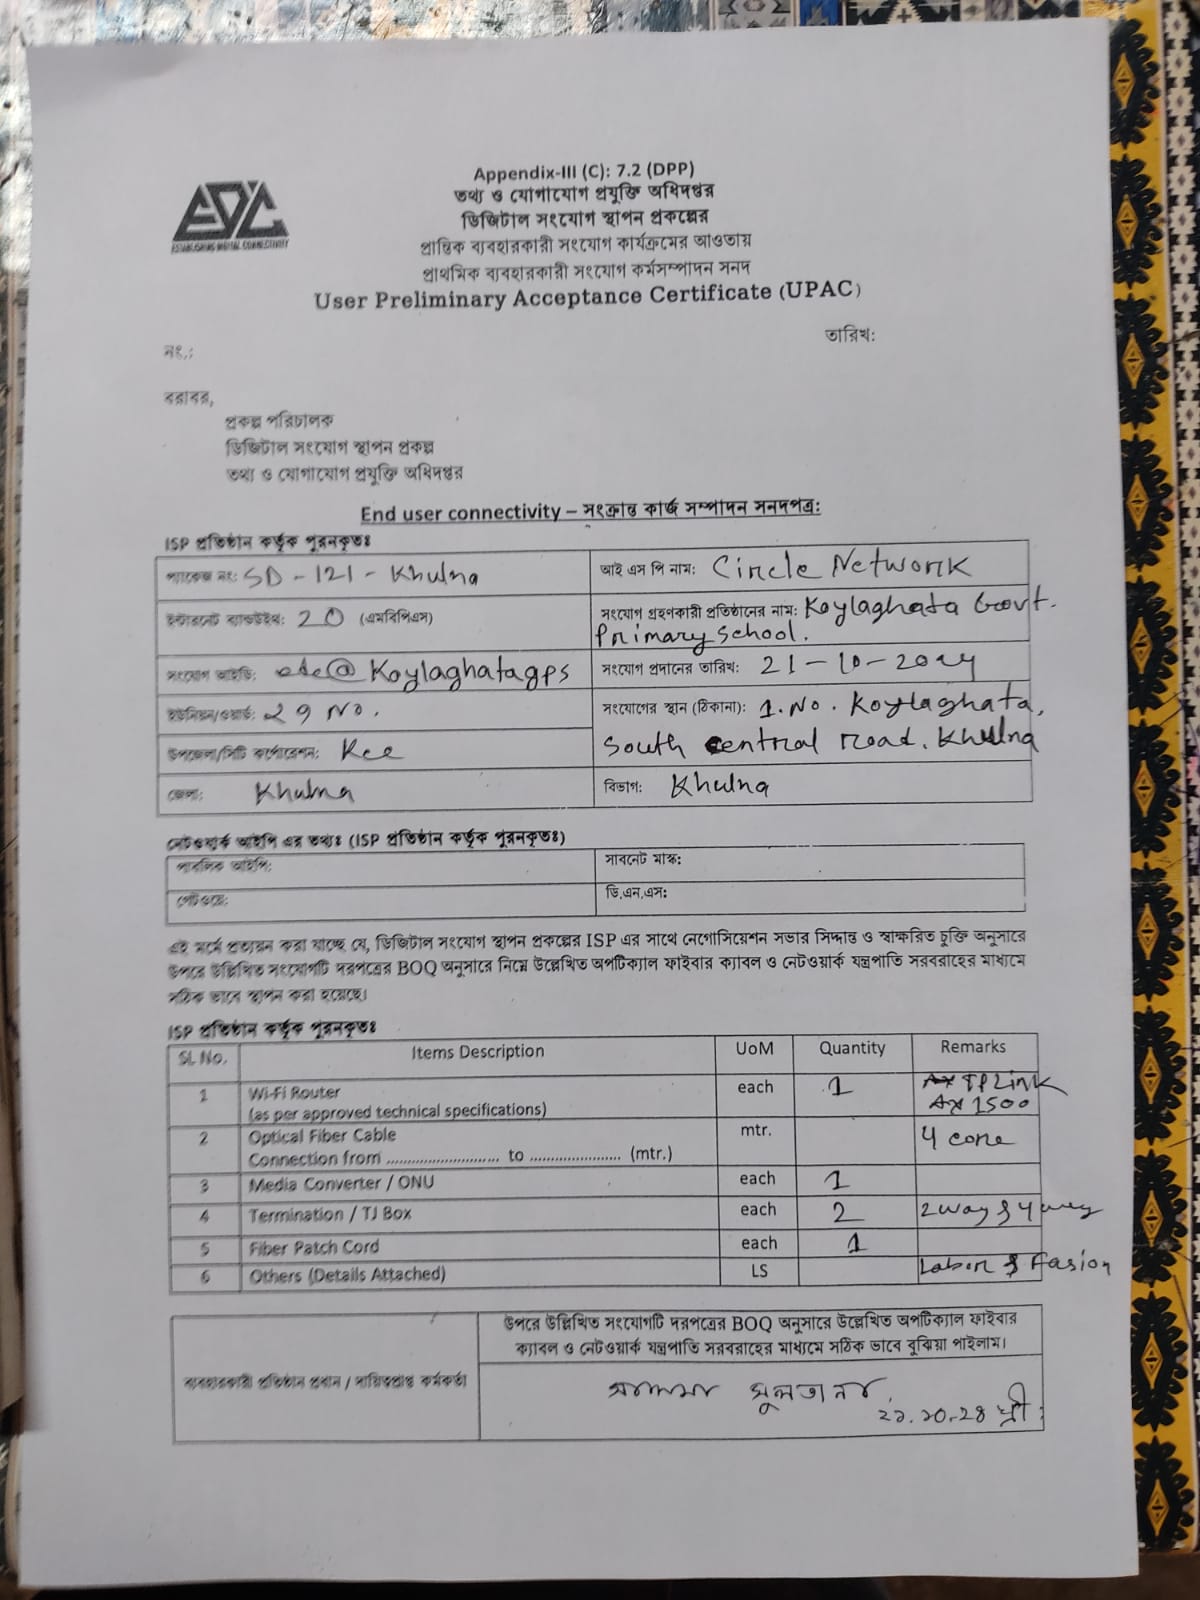 EDC
ESTABLISHING DIGITAL CONNECTIVITY
Appendix-III (C): 7.2 (DPP)
তথ্য ও যোগাযোগ প্রযুক্তি অধিদপ্তর
ডিজিটাল সংযোগ স্থাপন প্রকল্পের
প্রান্তিক ব্যবহারকারী সংযোগ কার্যক্রমের আওতায়
প্রাথমিক ব্যবহারকারী সংযোগ কর্মসম্পাদন সনদ
User Preliminary Acceptance Certificate (UPAC)
তারিখ:
নং.:
বরাবর,
প্রকল্প পরিচালক
ডিজিটাল সংযোগ স্থাপন প্রকল্প
তথ্য ও যোগাযোগ প্রযুক্তি অধিদপ্তর
End user connectivity – সংক্রান্ত কার্জ সম্পাদন সনদপত্র:
ISP প্রতিষ্ঠান কর্তৃক পুরনকৃতঃ
প্যাকেজ নং: SD - 121 - Khulna
আই এস পি নাম: Circle Network
ইন্টারনেট ব্যান্ডউইথ: 20 (এমবিপিএস)
সংযোগ গ্রহণকারী প্রতিষ্ঠানের নাম: Koylaghata Govt.
Primary School.
সংযোগ আইডি: edc@Koylaghatagps
সংযোগ প্রদানের তারিখ: 21-10-2024
ইউনিয়ন/ওয়ার্ড: 29 No.
সংযোগের স্থান (ঠিকানা): 1.No. Koylaghata,
South Central road. Khulna
উপজেলা/সিটি কর্পোরেশন: Kcc
জেলা: Khulna
বিভাগ: Khulna
নেটওয়ার্ক আইপি এর তথ্যঃ (ISP প্রতিষ্ঠান কর্তৃক পুরনকৃতঃ)
পাবলিক আইপি:
সাবনেট মাস্ক:
গেটওয়ে:
ডি,এন,এস:
এই মর্মে প্রত্যয়ন করা যাচ্ছে যে, ডিজিটাল সংযোগ স্থাপন প্রকল্পের ISP এর সাথে নেগোসিয়েশন সভার সিদ্দান্ত ও স্বাক্ষরিত চুক্তি অনুসারে
উপরে উল্লিখিত সংযোগটি দরপত্রের BOQ অনুসারে নিম্নে উল্লেখিত অপটিক্যাল ফাইবার ক্যাবল ও নেটওয়ার্ক যন্ত্রপাতি সরবরাহের মাধ্যমে
সঠিক ভাবে স্থাপন করা হয়েছে।
ISP প্রতিষ্ঠান কর্তৃক পুরনকৃতঃ
SL No. Items Description UoM Quantity Remarks
1 Wi-Fi Router each 1 TP Link
(as per approved technical specifications) AX 1500
2 Optical Fiber Cable mtr. 4 core
Connection from ........................... to ...................... (mtr.)
3 Media Converter / ONU each 1
4 Termination / TJ Box each 2 2way & 4 way
5 Fiber Patch Cord each 1
6 Others (Details Attached) LS Labor & Fasion
উপরে উল্লিখিত সংযোগটি দরপত্রের BOQ অনুসারে উল্লেখিত অপটিক্যাল ফাইবার
ক্যাবল ও নেটওয়ার্ক যন্ত্রপাতি সরবরাহের মাধ্যমে সঠিক ভাবে বুঝিয়া পাইলাম।
ব্যবহারকারী প্রতিষ্ঠান প্রধান / দায়িত্বপ্রাপ্ত কর্মকর্তা
সুলতানা
২১.১০.২৪ খ্রী: